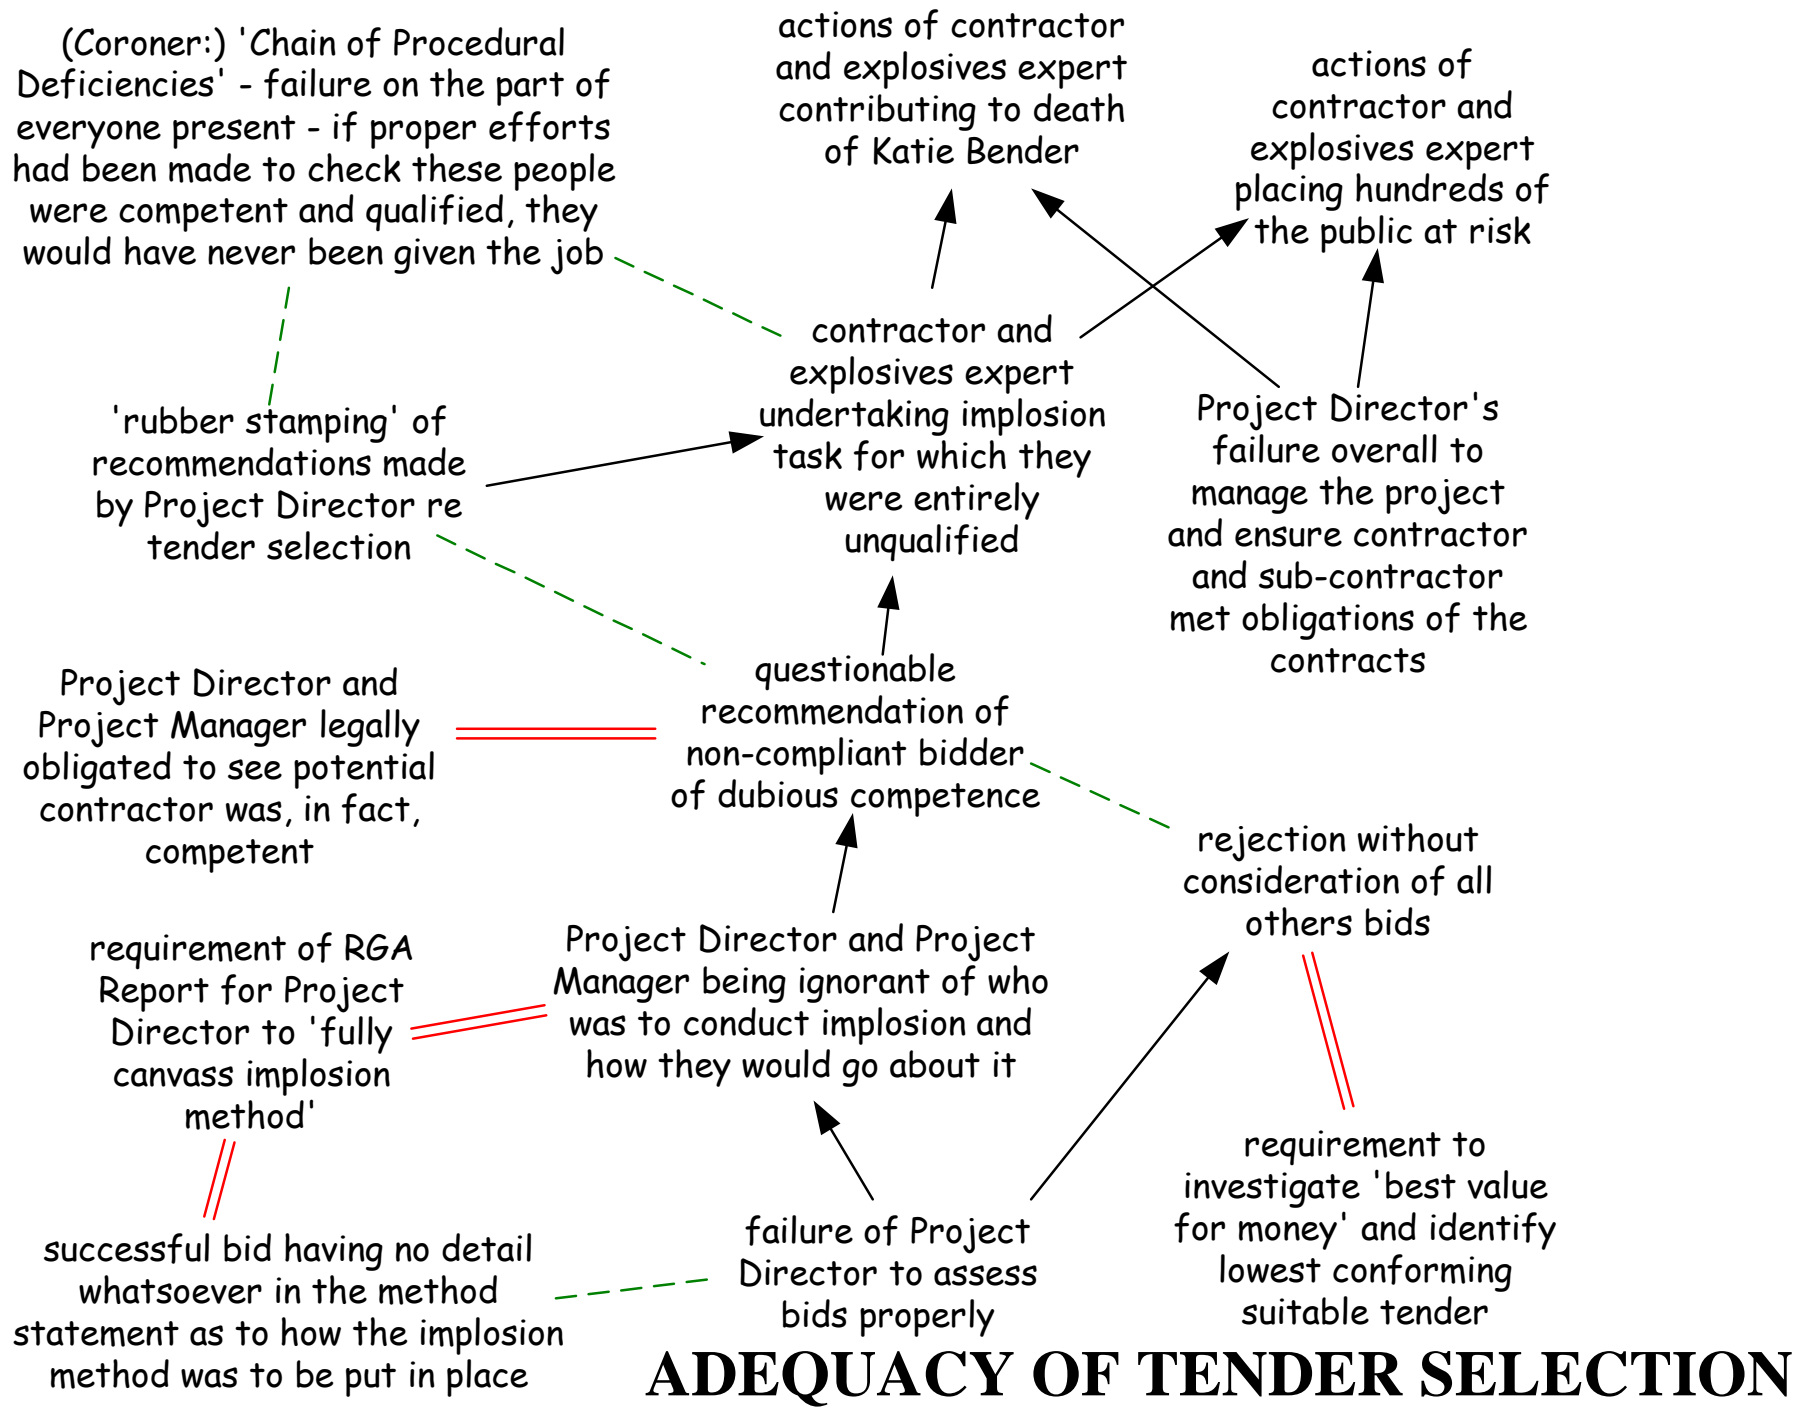 (Coroner:) 'Chain of Procedural
Deficiencies' - failure on the part of
everyone present - if proper efforts
had been made to check these people
were competent and qualified, they
would have never been given the job
actions of contractor
and explosives expert
contributing to death
of Katie Bender
actions of
contractor and
explosives expert
placing hundreds of
the public at risk
'rubber stamping' of
recommendations made
by Project Director re
tender selection
contractor and
explosives expert
undertaking implosion
task for which they
were entirely
unqualified
Project Director's
failure overall to
manage the project
and ensure contractor
and sub-contractor
met obligations of the
contracts
Project Director and
Project Manager legally
obligated to see potential
contractor was, in fact,
competent
questionable
recommendation of
non-compliant bidder
of dubious competence
rejection without
consideration of all
others bids
requirement of RGA
Report for Project
Director to 'fully
canvass implosion
method'
Project Director and Project
Manager being ignorant of who
was to conduct implosion and
how they would go about it
requirement to
investigate 'best value
for money' and identify
lowest conforming
suitable tender
successful bid having no detail
whatsoever in the method
statement as to how the implosion
method was to be put in place
failure of Project
Director to assess
bids properly
ADEQUACY OF TENDER SELECTION